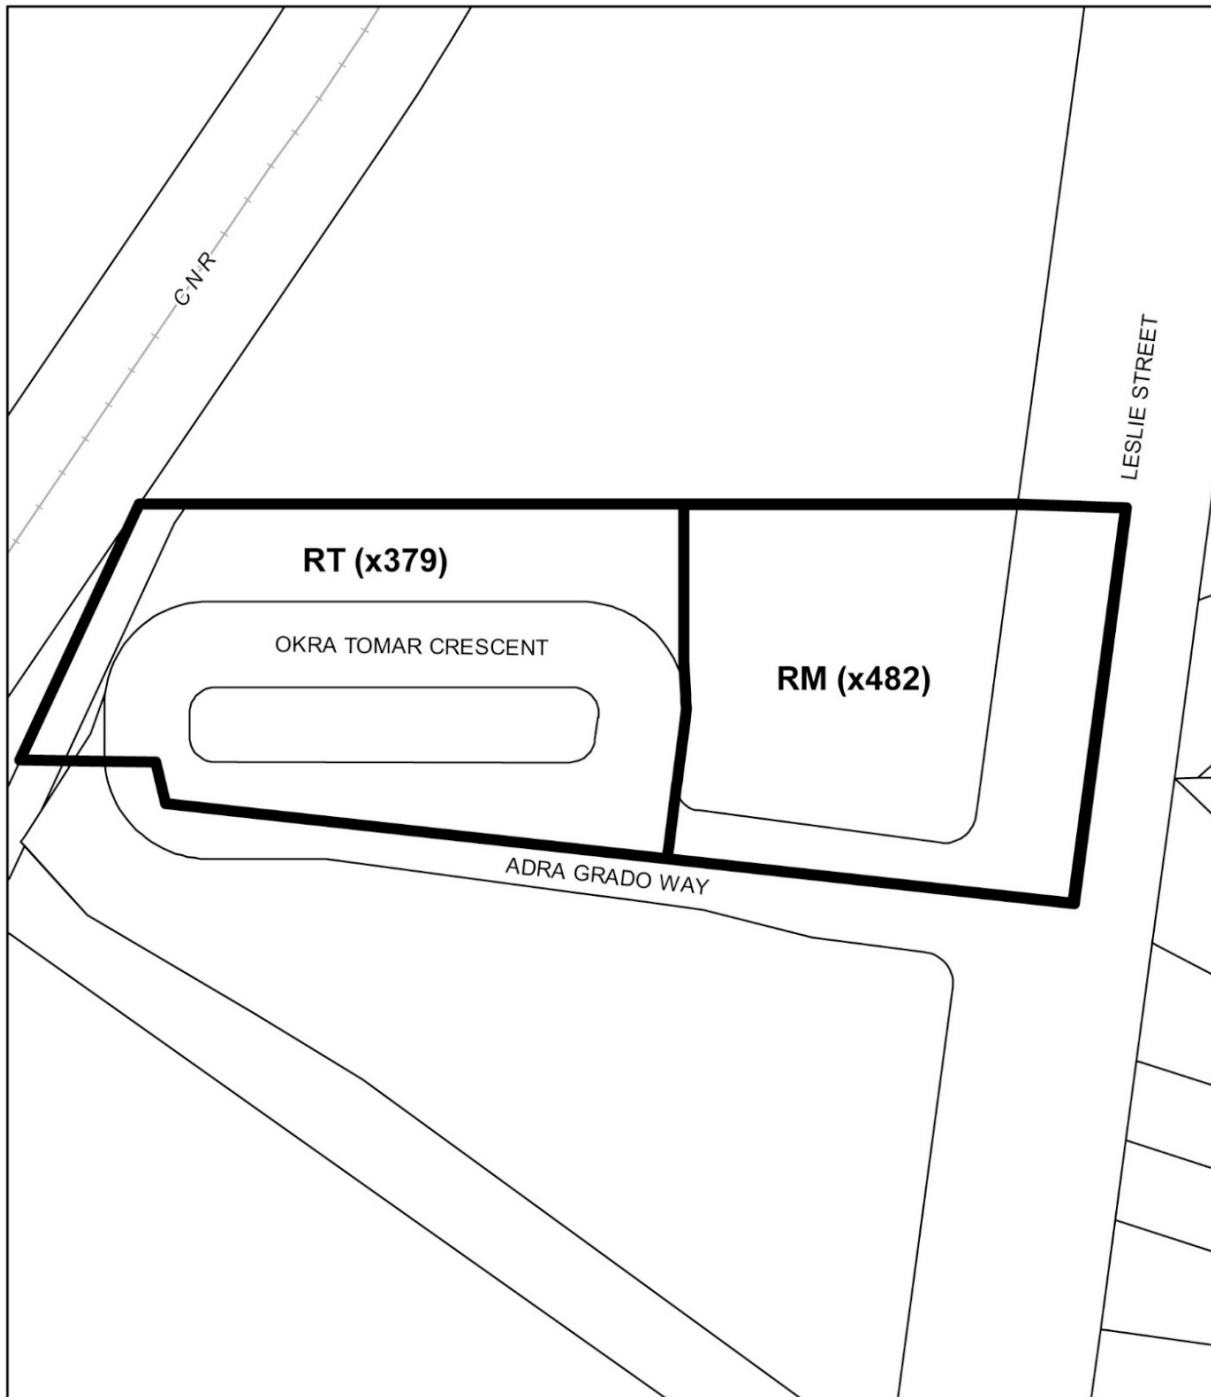 C-N-R
LESLIE STREET
RT (x379)
OKRA TOMAR CRESCENT
RM (x482)
ADRA GRADO WAY